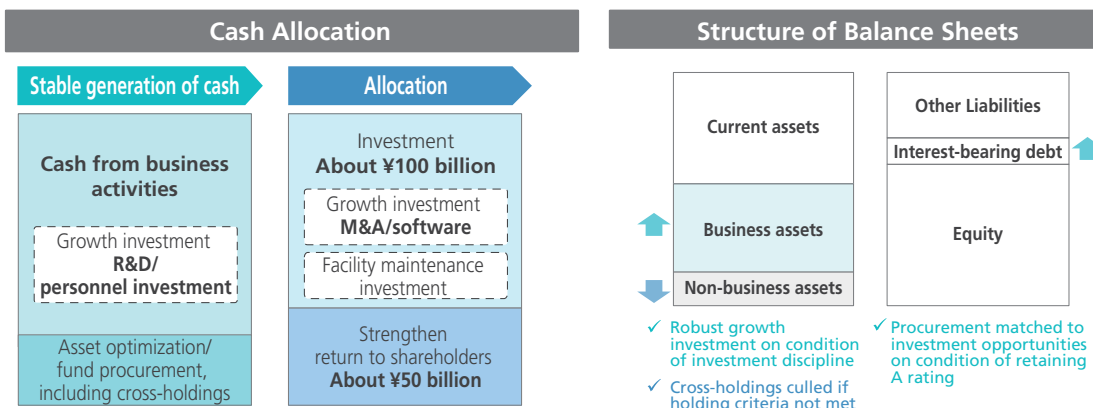 Cash Allocation
Stable generation of cash
Allocation
Cash from business
activities
Growth investment
R&D/
personnel investment
Asset optimization/
fund procurement,
including cross-holdings
Investment
About ¥100 billion
Growth investment
M&A/software
Facility maintenance
investment
Strengthen
return to shareholders
About ¥50 billion
Structure of Balance Sheets
Current assets
Business assets
Non-business assets
Other Liabilities
Interest-bearing debt
Equity
✓ Robust growth
investment on condition
of investment discipline
✓ Cross-holdings culled if
holding criteria not met
✓ Procurement matched to
investment opportunities
on condition of retaining
A rating